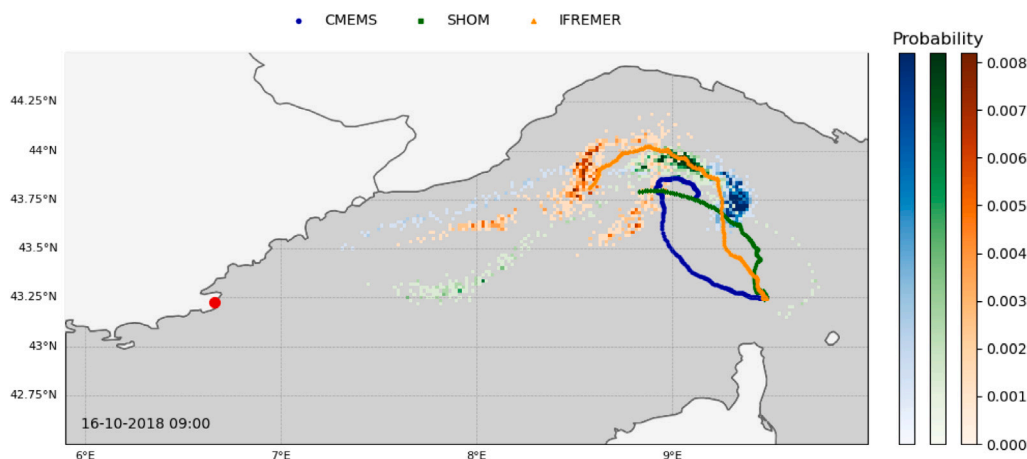 CMEMS SHOM IFREMER
Probability
0.008
0.007
0.006
0.005
0.004
0.003
0.002
0.001
0.000
44.25°N
44°N
43.75°N
43.5°N
43.25°N
43°N
42.75°N
16-10-2018 09:00
6°E 7°E 8°E 9°E